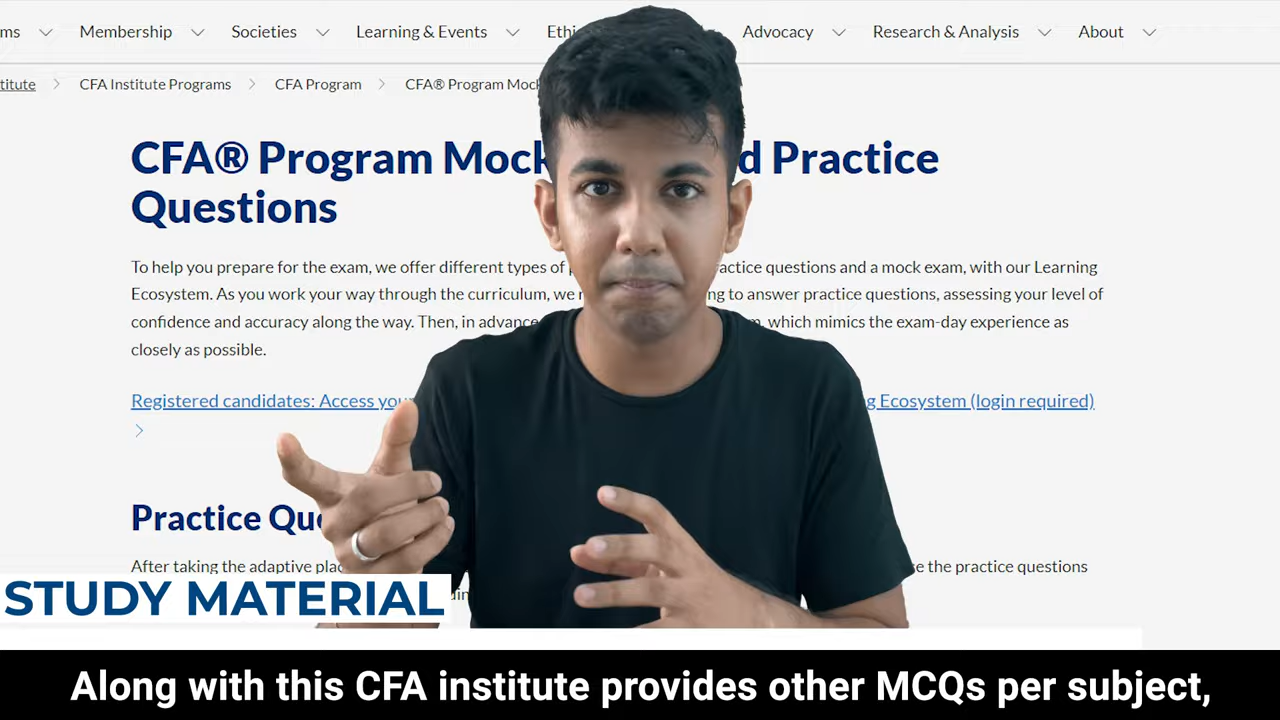 ms Membership Societies Learning & Events Ethi Advocacy Research & Analysis About
titute CFA Institute Programs CFA Program CFA® Program Mock
CFA® Program Mock d Practice
Questions
To help you prepare for the exam, we offer different types of ractice questions and a mock exam, with our Learning
Ecosystem. As you work your way through the curriculum, we ng to answer practice questions, assessing your level of
confidence and accuracy along the way. Then, in advance , which mimics the exam-day experience as
closely as possible.
Registered candidates: Access you g Ecosystem (login required)
Practice Que
After taking the adaptive plac e the practice questions
STUDY MATERIAL
Along with this CFA institute provides other MCQs per subject,